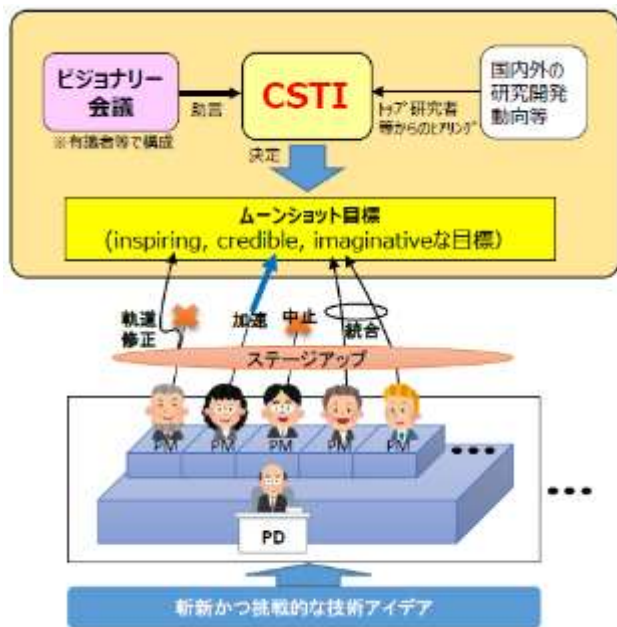 ビジョナリー
会議
※有識者等で構成
助言
CSTI
決定
トップ研究者
等からのヒアリング
国内外の
研究開発
動向等
ムーンショット目標
(inspiring, credible, imaginativeな目標)
軌道
修正
加速
中止
統合
ステージアップ
PM
PM
PM
PM
PM
PD
斬新かつ挑戦的な技術アイデア